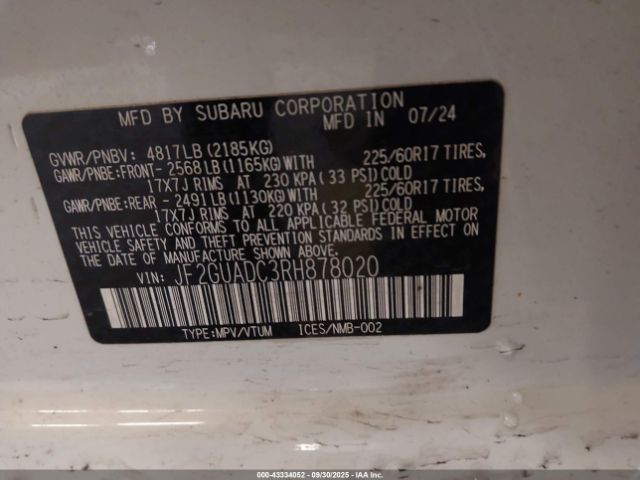 MFD BY SUBARU CORPORATION
MFD IN 07/24
GVWR/PNBV: 4817LB(2185KG)
GAWR/PNBE:FRONT-2568LB(1165KG)WITH 225/60R17 TIRES,
17X7J RIMS AT 230 KPA(33 PSI)COLD
GAWR/PNBE:REAR -2491LB(1130KG)WITH 225/60R17 TIRES,
17X7J RIMS AT 220 KPA(32 PSI)COLD
THIS VEHICLE CONFORMS TO ALL APPLICABLE FEDERAL MOTOR
VEHICLE SAFETY AND THEFT PREVENTION STANDARDS IN EFFECT ON
THE DATE OF MANUFACTURE SHOWN ABOVE.
VIN: JF2GUADC3RH878020
TYPE:MPV/VTUM ICES/NMB-002
000-43334052 - 09/30/2025 - IAA Inc.